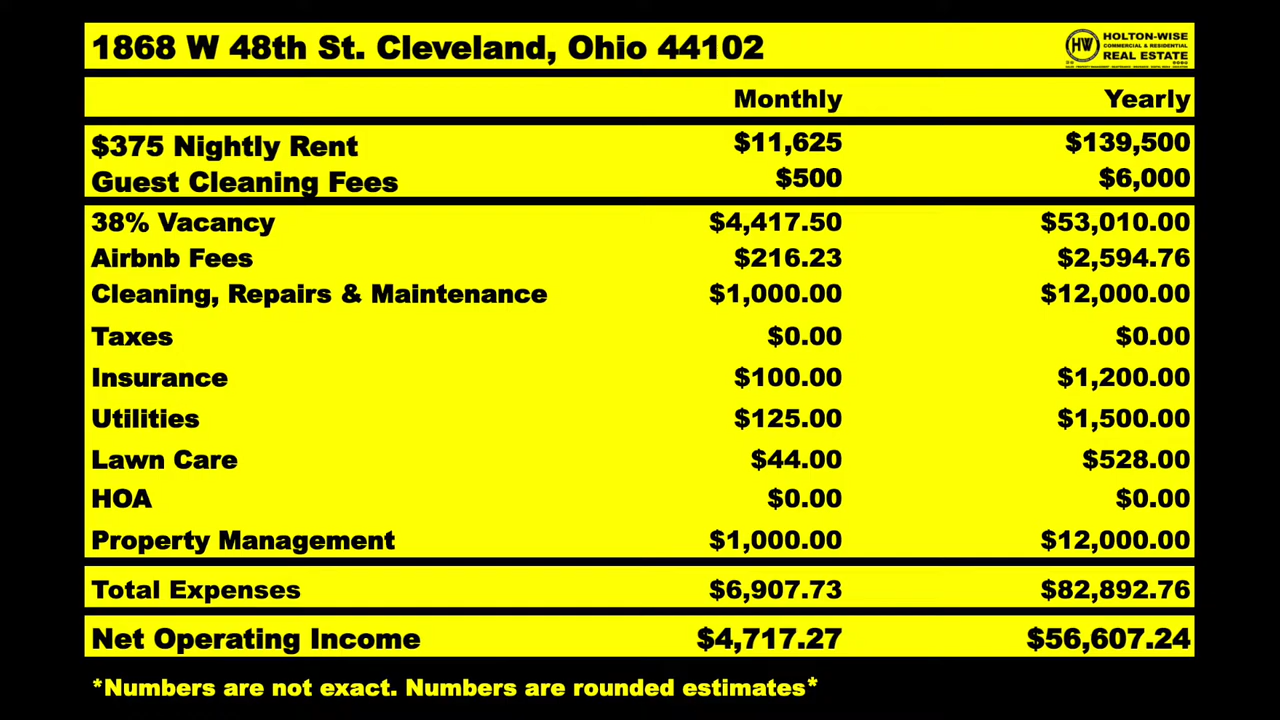 1868 W 48th St. Cleveland, Ohio 44102
HW
HOLTON-WISE
COMMERCIAL & RESIDENTIAL
REAL ESTATE
Monthly Yearly
$375 Nightly Rent $11,625 $139,500
Guest Cleaning Fees $500 $6,000
38% Vacancy $4,417.50 $53,010.00
Airbnb Fees $216.23 $2,594.76
Cleaning, Repairs & Maintenance $1,000.00 $12,000.00
Taxes $0.00 $0.00
Insurance $100.00 $1,200.00
Utilities $125.00 $1,500.00
Lawn Care $44.00 $528.00
HOA $0.00 $0.00
Property Management $1,000.00 $12,000.00
Total Expenses $6,907.73 $82,892.76
Net Operating Income $4,717.27 $56,607.24
*Numbers are not exact. Numbers are rounded estimates*